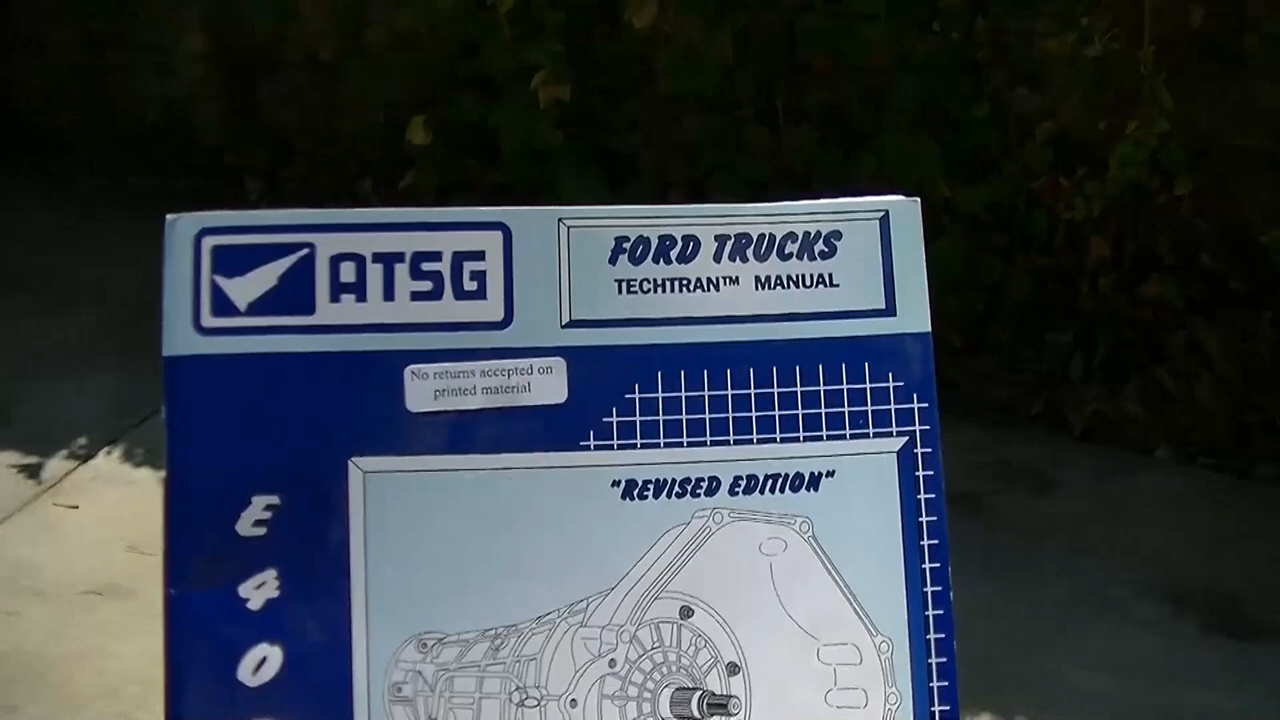 ATSG
FORD TRUCKS
TECHTRAN™ MANUAL
No returns accepted on
printed material
"REVISED EDITION"
E
4
0